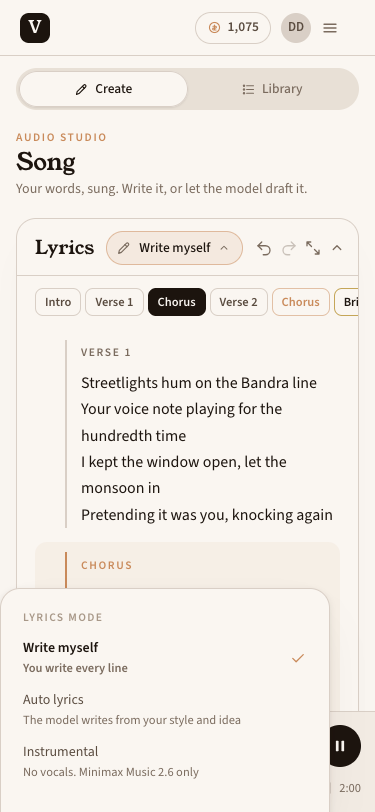 V
1,075
DD
Create
Library
AUDIO STUDIO
Song
Your words, sung. Write it, or let the model draft it.
Lyrics
Write myself
Intro
Verse 1
Chorus
Verse 2
Chorus
Bri
VERSE 1
Streetlights hum on the Bandra line
Your voice note playing for the
hundredth time
I kept the window open, let the
monsoon in
Pretending it was you, knocking again
CHORUS
LYRICS MODE
Write myself
You write every line
Auto lyrics
The model writes from your style and idea
Instrumental
No vocals. Minimax Music 2.6 only
2:00